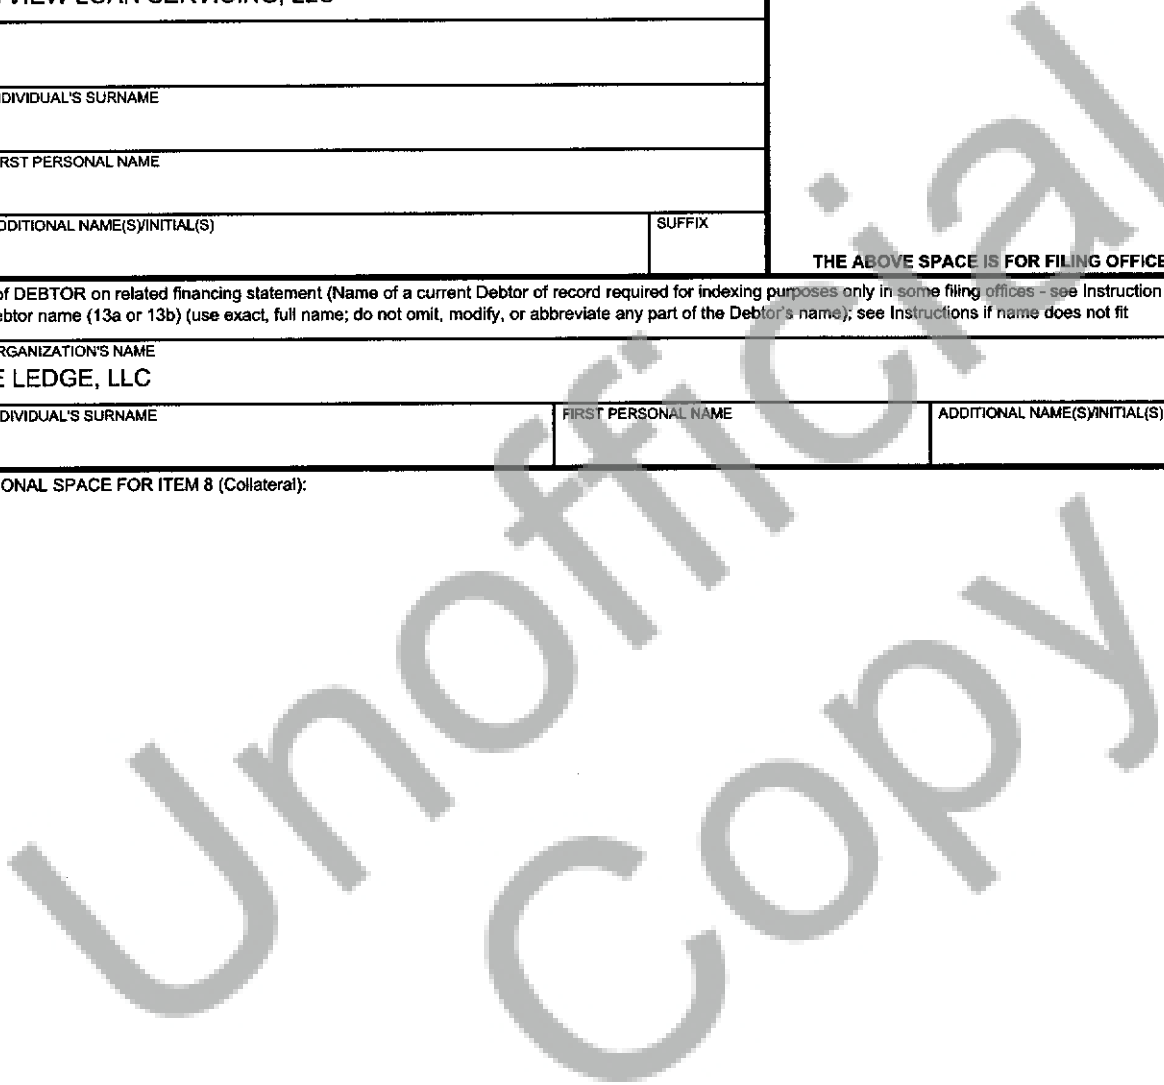 VIEW LOAN SERVICING, LLC
DIVIDUAL'S SURNAME
RST PERSONAL NAME
DDITIONAL NAME(S)/INITIAL(S)
SUFFIX
THE ABOVE SPACE IS FOR FILING OFFICE
of DEBTOR on related financing statement (Name of a current Debtor of record required for indexing purposes only in some filing offices - see Instruction
ebtor name (13a or 13b) (use exact, full name; do not omit, modify, or abbreviate any part of the Debtor's name); see Instructions if name does not fit
RGANIZATION'S NAME
E LEDGE, LLC
DIVIDUAL'S SURNAME
FIRST PERSONAL NAME
ADDITIONAL NAME(S)/INITIAL(S)
ONAL SPACE FOR ITEM 8 (Collateral):
Unofficial
Copy